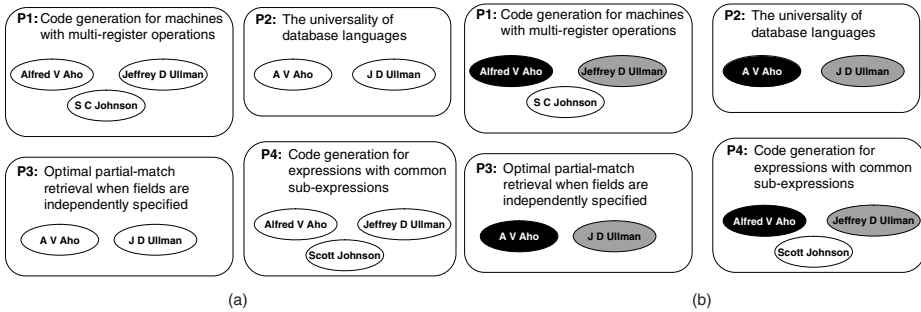 P1: Code generation for machines
with multi-register operations
Alfred V Aho
Jeffrey D Ullman
S C Johnson
P2: The universality of
database languages
A V Aho
J D Ullman
P3: Optimal partial-match
retrieval when fields are
independently specified
A V Aho
J D Ullman
P4: Code generation for
expressions with common
sub-expressions
Alfred V Aho
Jeffrey D Ullman
Scott Johnson
(a)
P1: Code generation for machines
with multi-register operations
Alfred V Aho
Jeffrey D Ullman
S C Johnson
P2: The universality of
database languages
A V Aho
J D Ullman
P3: Optimal partial-match
retrieval when fields are
independently specified
A V Aho
J D Ullman
P4: Code generation for
expressions with common
sub-expressions
Alfred V Aho
Jeffrey D Ullman
Scott Johnson
(b)